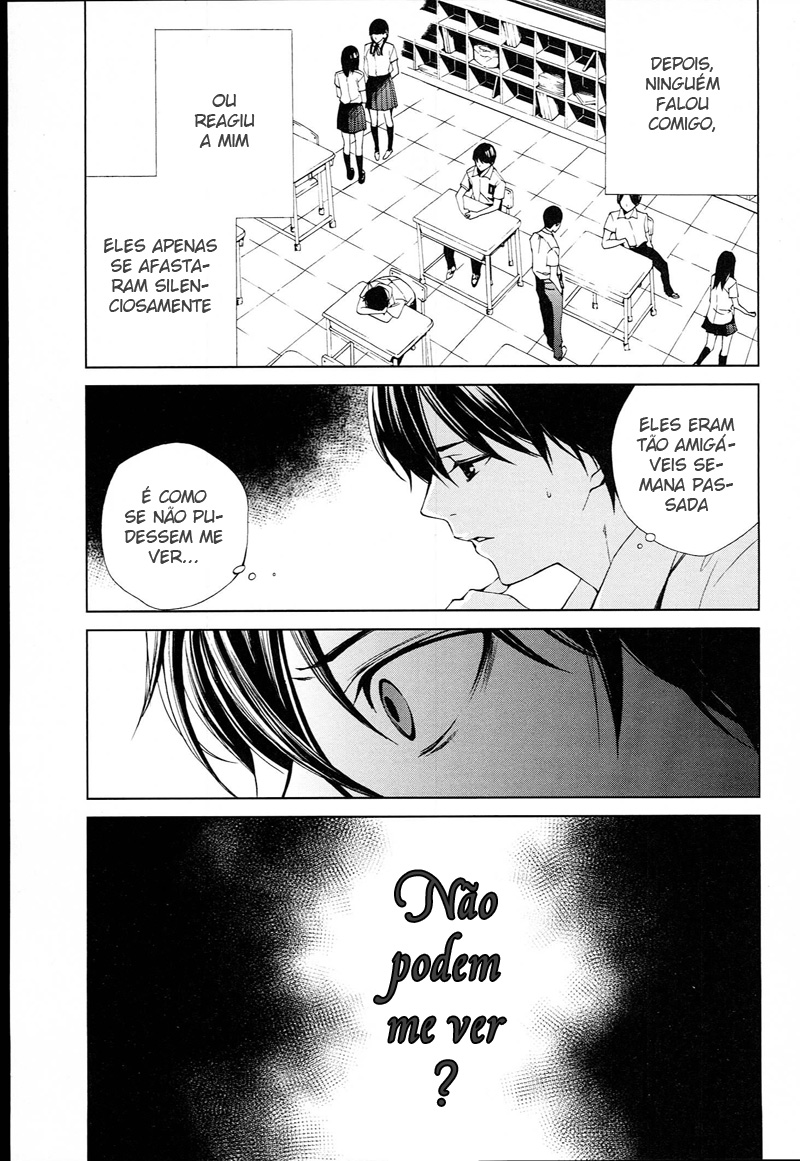 DEPOIS,
NINGUÉM
FALOU
COMIGO,
OU
REAGIU
A MIM
ELES APENAS
SE AFASTA-
RAM SILEN-
CIOSAMENTE
ELES ERAM
TÃO AMIGÁ-
VEIS SE-
MANA PAS-
SADA
É COMO
SE NÃO PU-
DESSEM ME
VER...
Não
podem
me ver
?